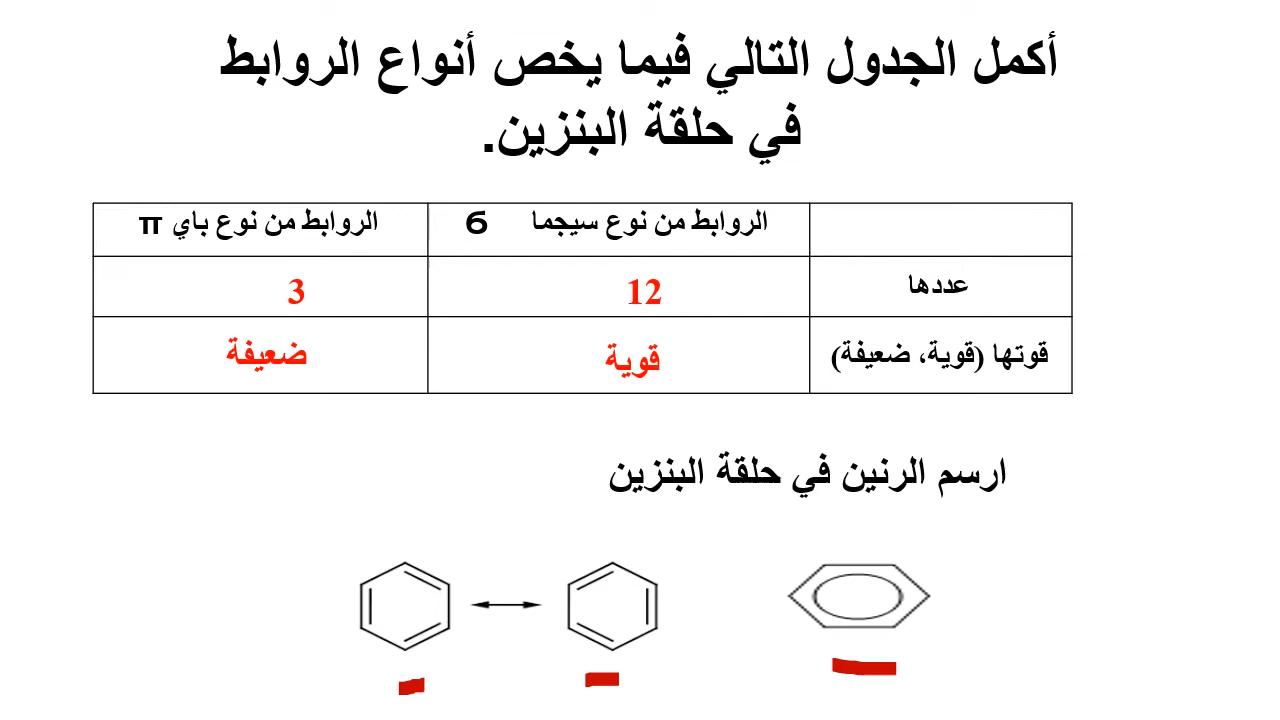 أكمل الجدول التالي فيما يخص أنواع الروابط
في حلقة البنزين.
الروابط من نوع سيجما б الروابط من نوع باي π
عددها 12 3
قوتها (قوية، ضعيفة) قوية ضعيفة
ارسم الرنين في حلقة البنزين